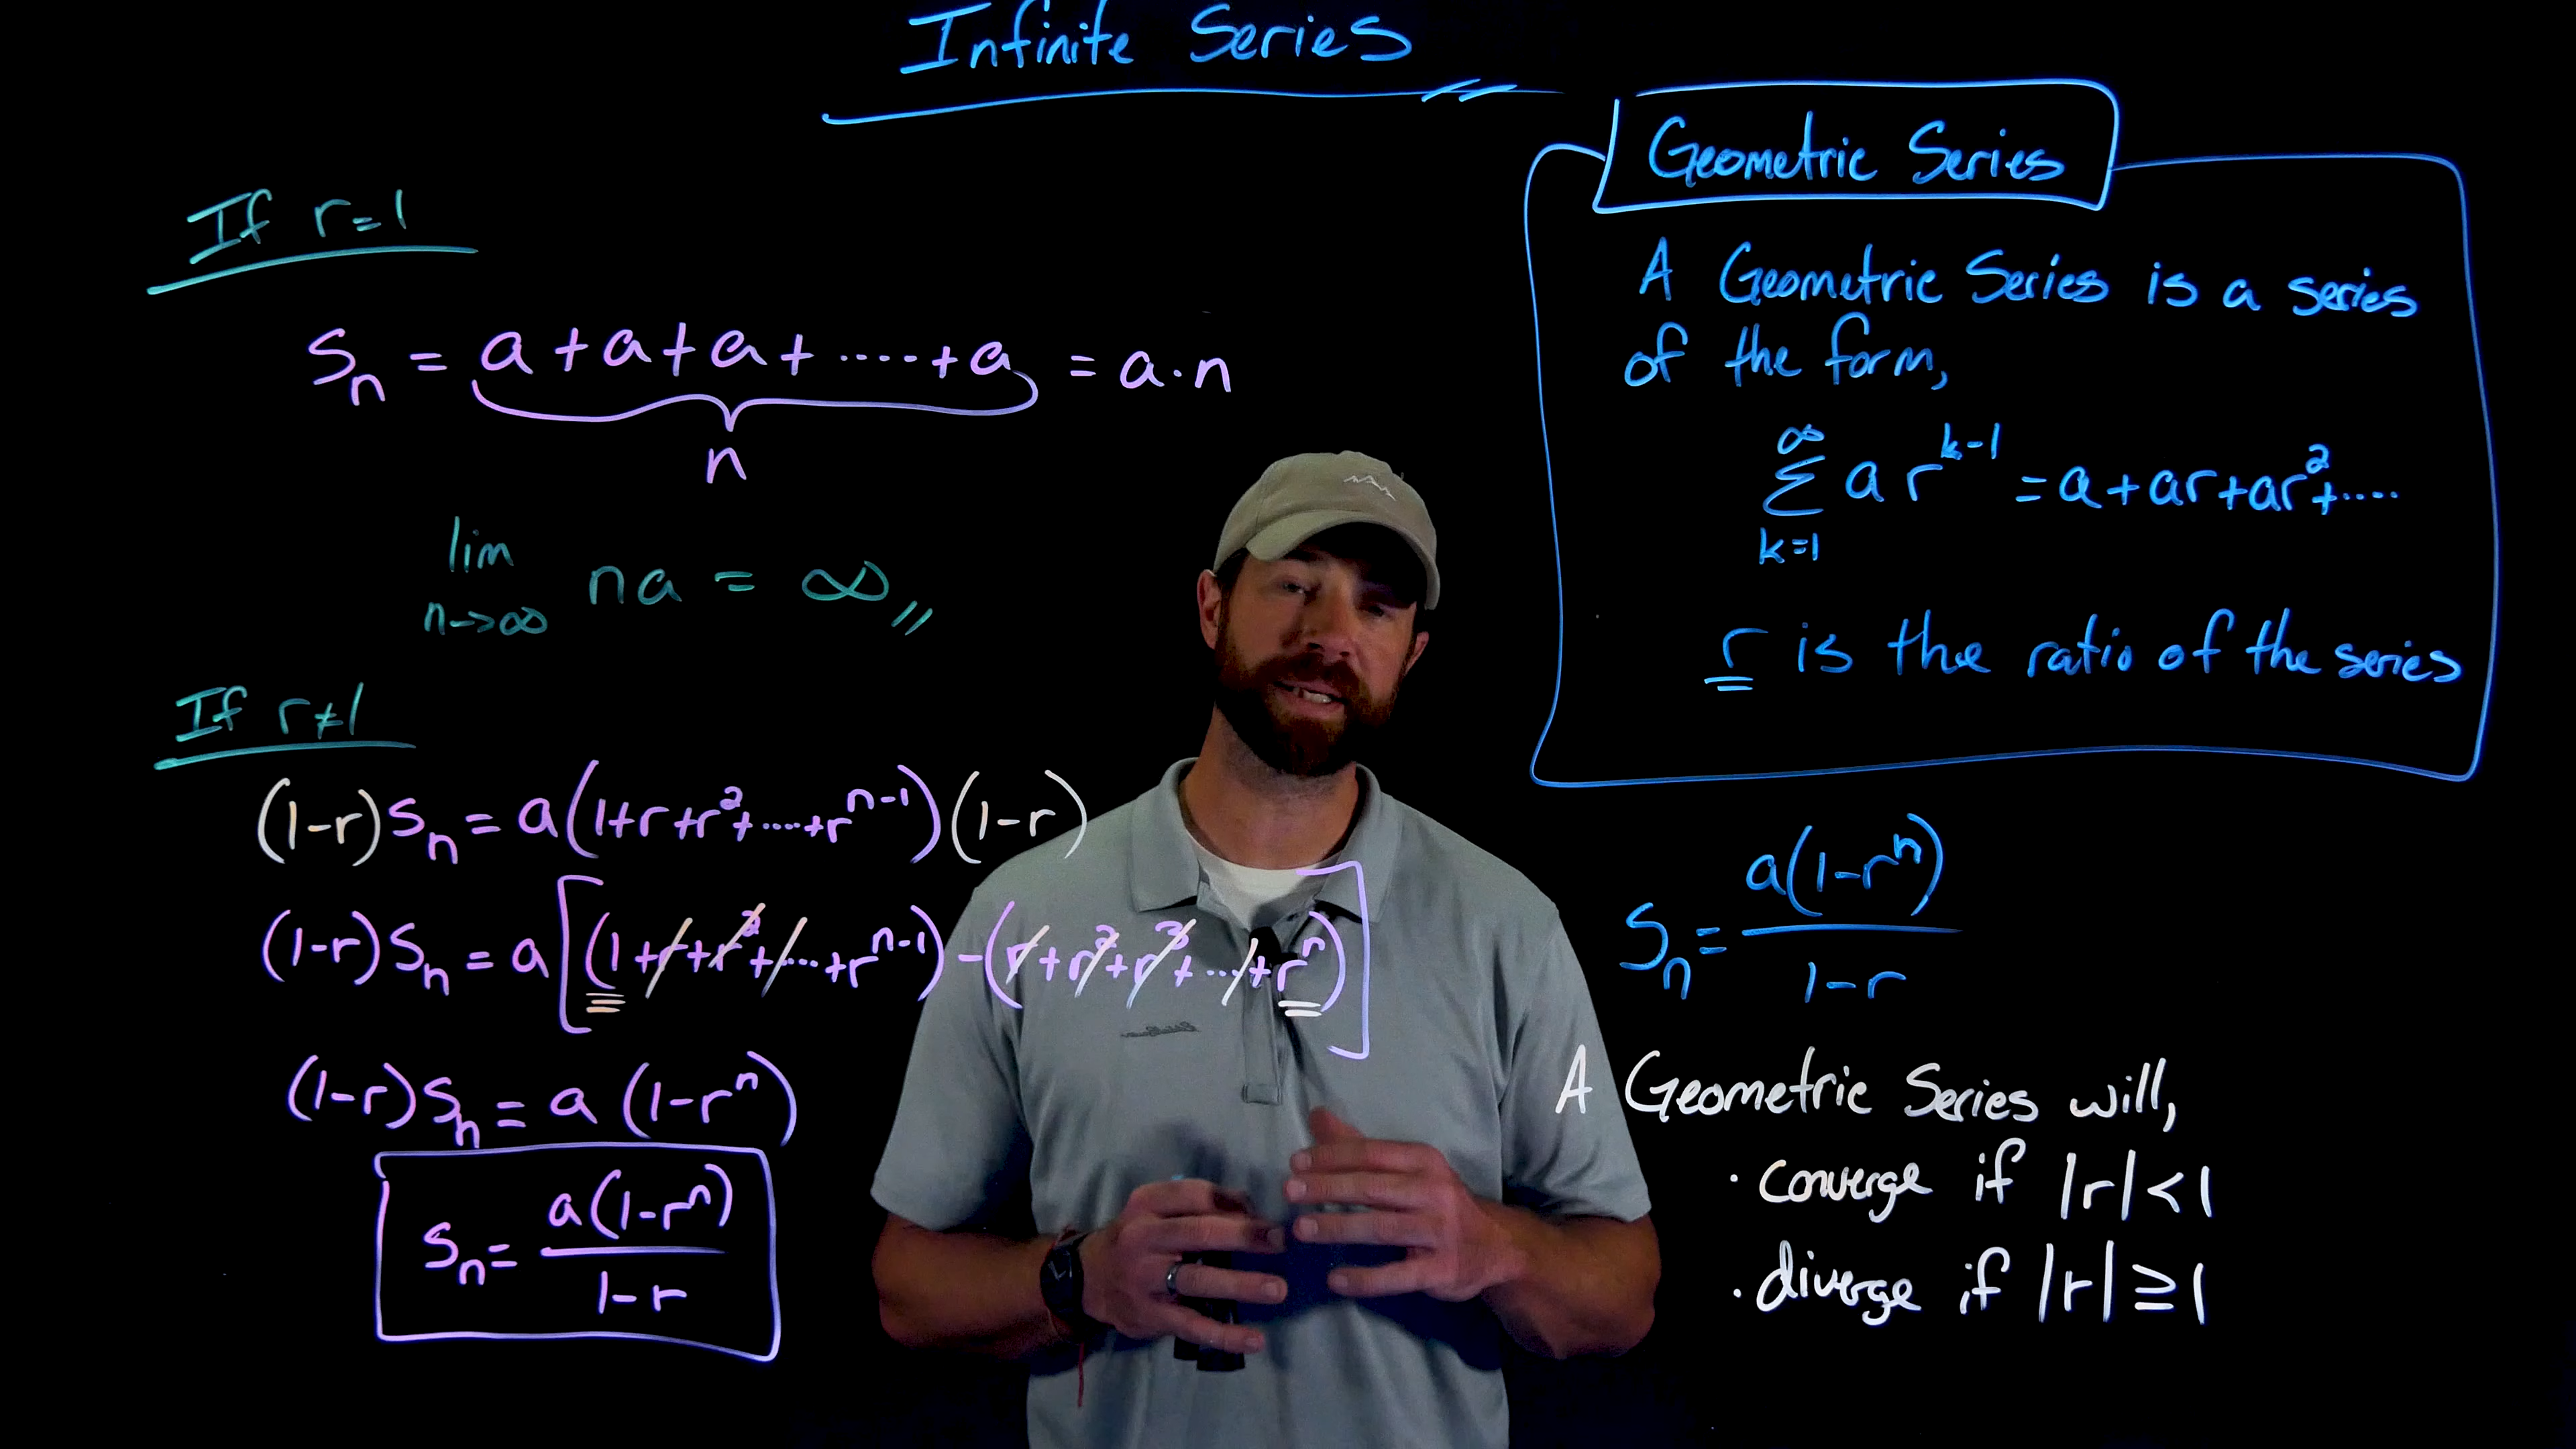 Infinite Series
If r=1
Sn = a + a + a + ..... + a = a·n
n
lim n→∞ na = ∞
If r≠1
(1-r)Sn = a(1+r+r²+....+r^(n-1))(1-r)
(1-r)Sn = a[(1+r+r²+...+r^(n-1))-(r+r²+r³+...+r^n)]
(1-r)Sn = a(1-r^n)
Sn = a(1-r^n)/(1-r)
Geometric Series
A Geometric Series is a series
of the form,
∞ Σ k=1 a r^(k-1) = a+ar+ar²+....
r is the ratio of the series
Sn = a(1-r^n)/(1-r)
A Geometric Series will,
· converge if |r|<1
· diverge if |r|≥1